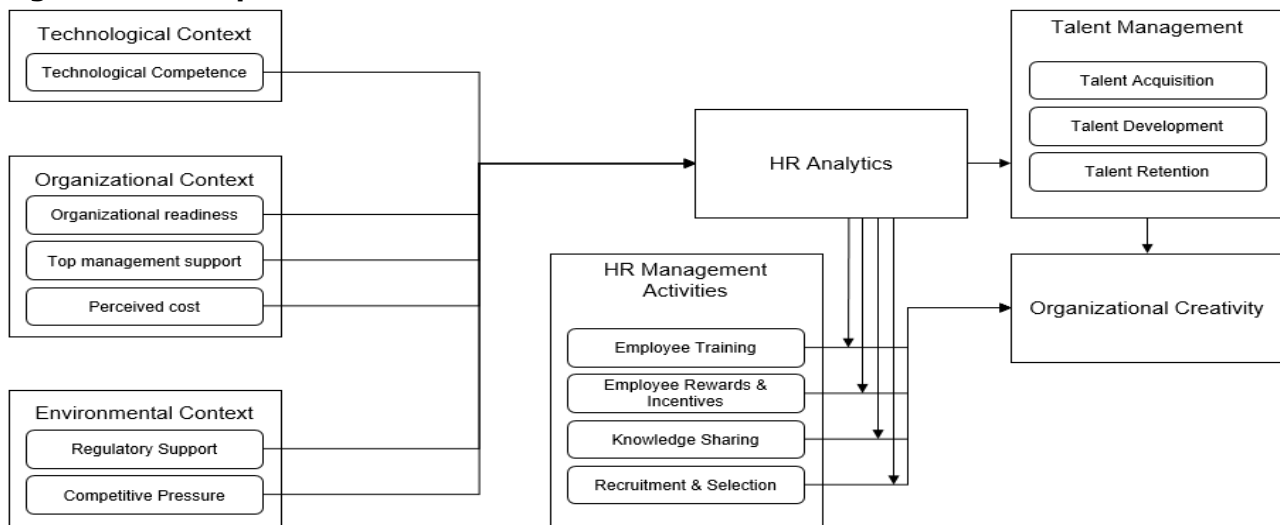 Technological Context
Technological Competence
Organizational Context
Organizational readiness
Top management support
Perceived cost
Environmental Context
Regulatory Support
Competitive Pressure
HR Analytics
HR Management
Activities
Employee Training
Employee Rewards &
Incentives
Knowledge Sharing
Recruitment & Selection
Talent Management
Talent Acquisition
Talent Development
Talent Retention
Organizational Creativity